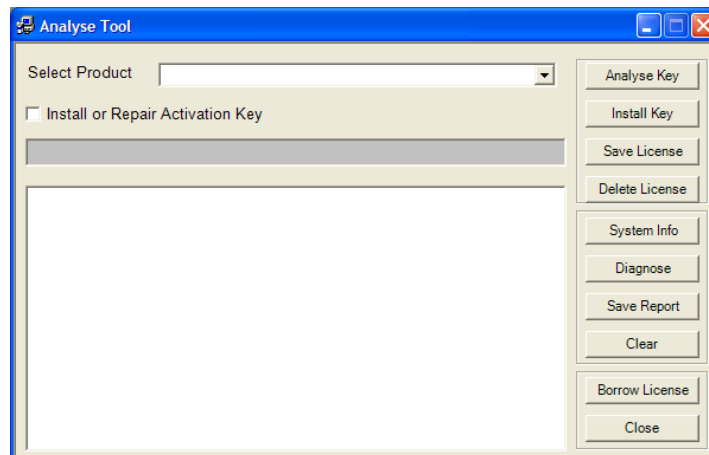 Analyse Tool
Select Product
Install or Repair Activation Key
Analyse Key
Install Key
Save License
Delete License
System Info
Diagnose
Save Report
Clear
Borrow License
Close